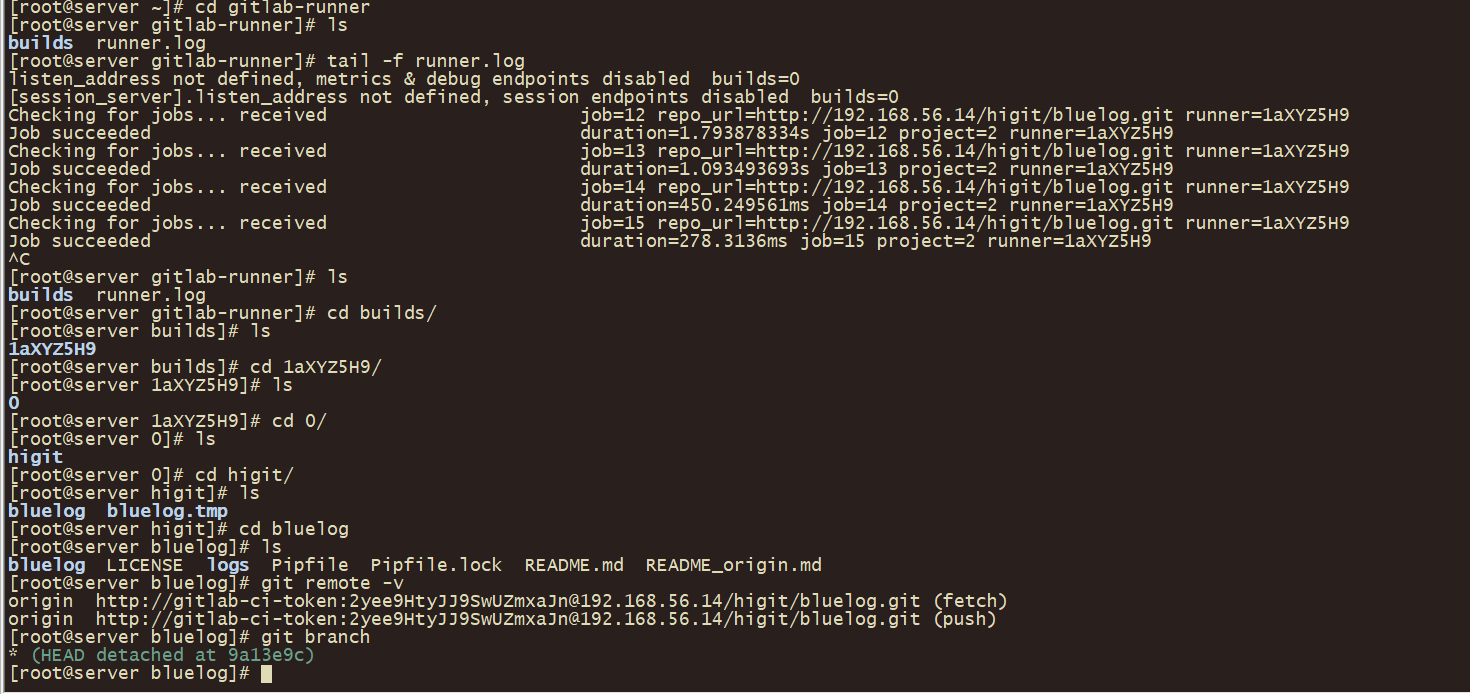 [root@server ~]# cd gitlab-runner
[root@server gitlab-runner]# ls
builds  runner.log
[root@server gitlab-runner]# tail -f runner.log
listen_address not defined, metrics & debug endpoints disabled  builds=0
[session_server].listen_address not defined, session endpoints disabled  builds=0
Checking for jobs... received                       job=12 repo_url=http://192.168.56.14/higit/bluelog.git runner=1aXYZ5H9
Job succeeded                                       duration=1.793878334s job=12 project=2 runner=1aXYZ5H9
Checking for jobs... received                       job=13 repo_url=http://192.168.56.14/higit/bluelog.git runner=1aXYZ5H9
Job succeeded                                       duration=1.093493693s job=13 project=2 runner=1aXYZ5H9
Checking for jobs... received                       job=14 repo_url=http://192.168.56.14/higit/bluelog.git runner=1aXYZ5H9
Job succeeded                                       duration=450.249561ms job=14 project=2 runner=1aXYZ5H9
Checking for jobs... received                       job=15 repo_url=http://192.168.56.14/higit/bluelog.git runner=1aXYZ5H9
Job succeeded                                       duration=278.3136ms job=15 project=2 runner=1aXYZ5H9
^C
[root@server gitlab-runner]# ls
builds  runner.log
[root@server gitlab-runner]# cd builds/
[root@server builds]# ls
1aXYZ5H9
[root@server builds]# cd 1aXYZ5H9/
[root@server 1aXYZ5H9]# ls
0
[root@server 1aXYZ5H9]# cd 0/
[root@server 0]# ls
higit
[root@server 0]# cd higit/
[root@server higit]# ls
bluelog  bluelog.tmp
[root@server higit]# cd bluelog
[root@server bluelog]# ls
bluelog  LICENSE  logs  Pipfile  Pipfile.lock  README.md  README_origin.md
[root@server bluelog]# git remote -v
origin  http://gitlab-ci-token:2yee9HtyJJ9SwUZmxaJn@192.168.56.14/higit/bluelog.git (fetch)
origin  http://gitlab-ci-token:2yee9HtyJJ9SwUZmxaJn@192.168.56.14/higit/bluelog.git (push)
[root@server bluelog]# git branch
* (HEAD detached at 9a13e9c)
[root@server bluelog]#